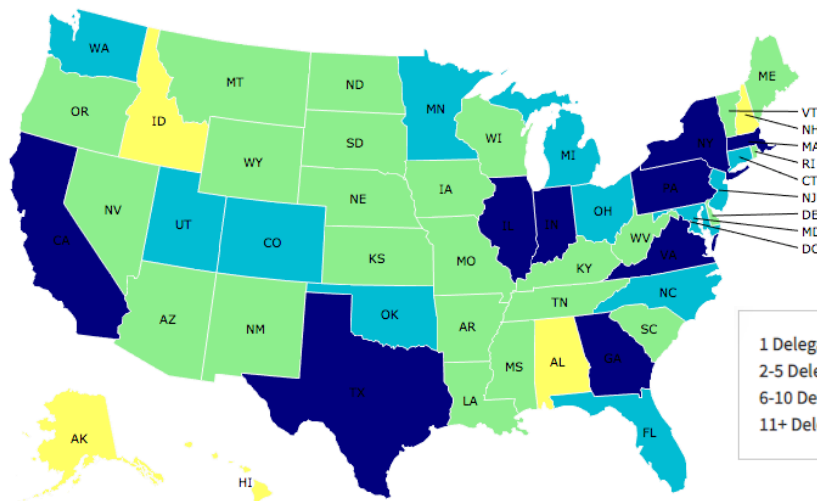 WA
MT
ND
MN
ME
OR
ID
SD
WI
MI
VT
NH
NY
MA
WY
RI
CT
IA
NE
PA
NJ
NV
IL
IN
OH
DE
UT
CO
MD
CA
WV
DC
KS
MO
KY
VA
TN
NC
AZ
NM
OK
AR
SC
MS
AL
GA
1 Deleg
2-5 Dele
6-10 De
11+ Dele
TX
LA
FL
AK
HI